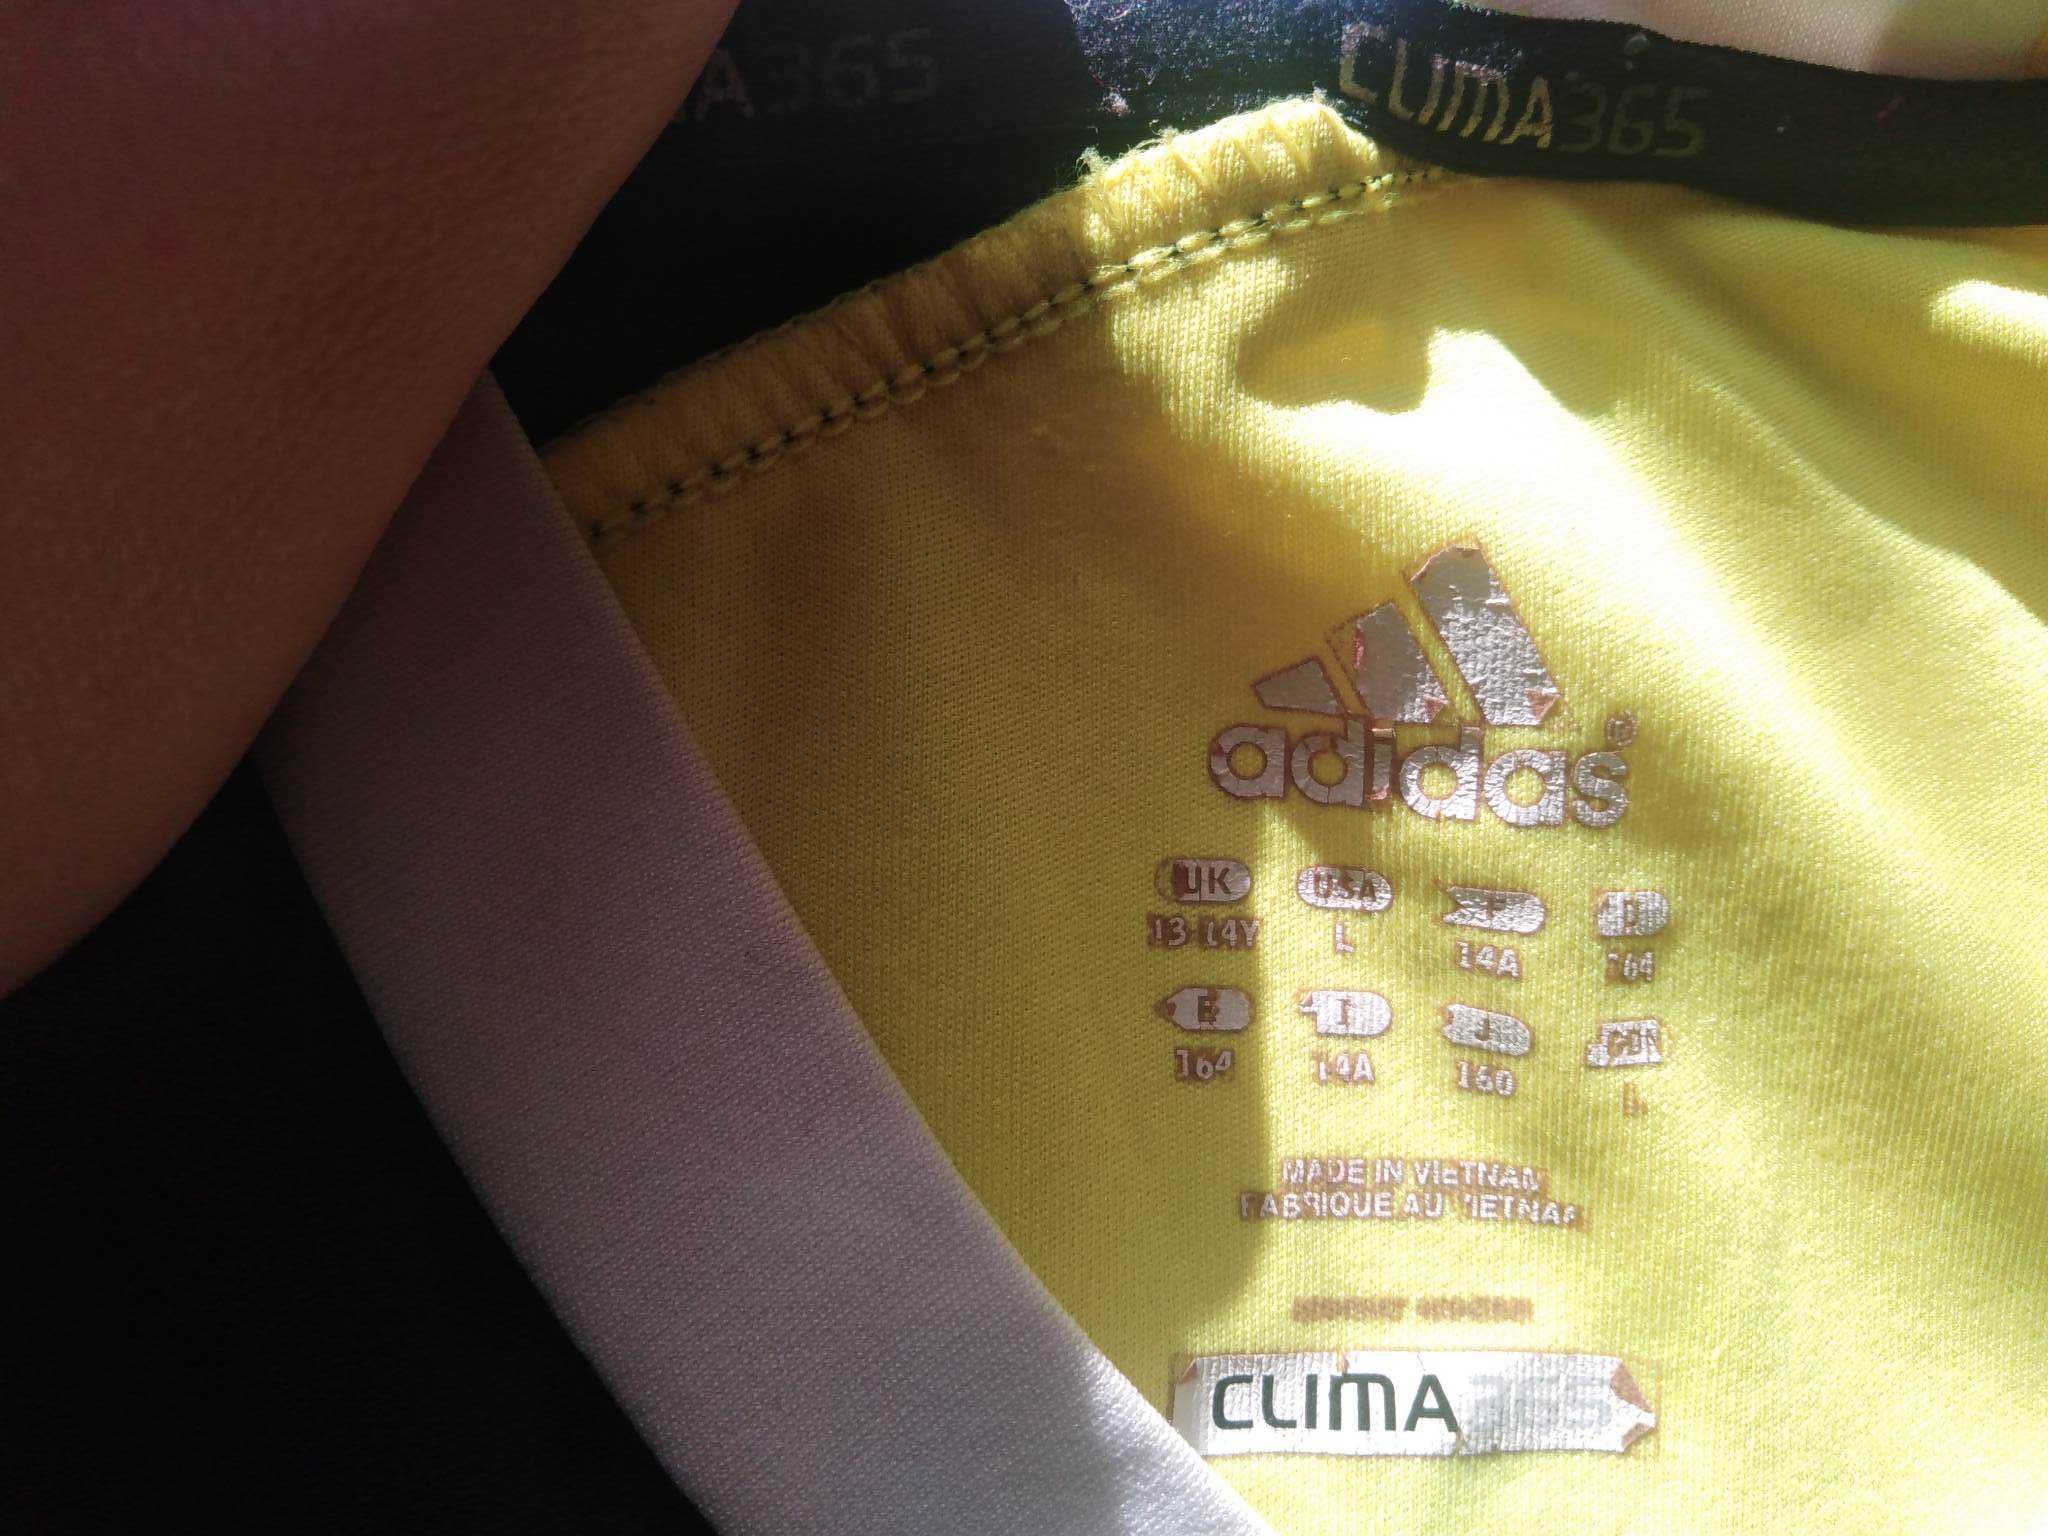 A365
CLIMA365
adidas®
UK USA F D
13-14Y L 14A 164
E I J CDN
164 14A 160 L
MADE IN VIETNAM
FABRIQUE AU VIETNAM
CLIMA365